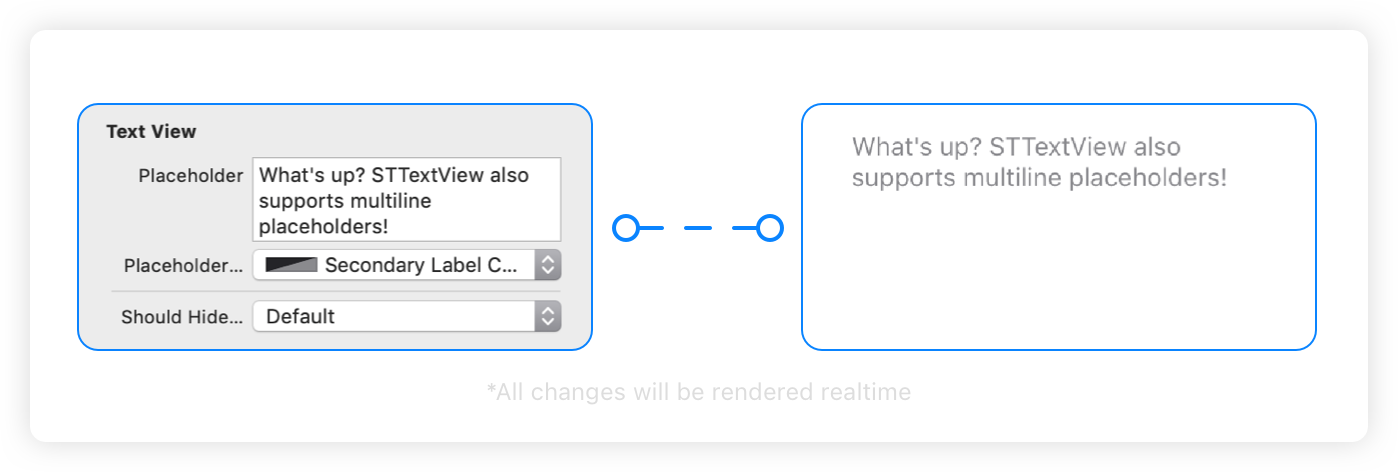 Text View
Placeholder
What's up? STTextView also
supports multiline
placeholders!
Placeholder...
Secondary Label C...
Should Hide...
Default
What's up? STTextView also
supports multiline placeholders!
*All changes will be rendered realtime